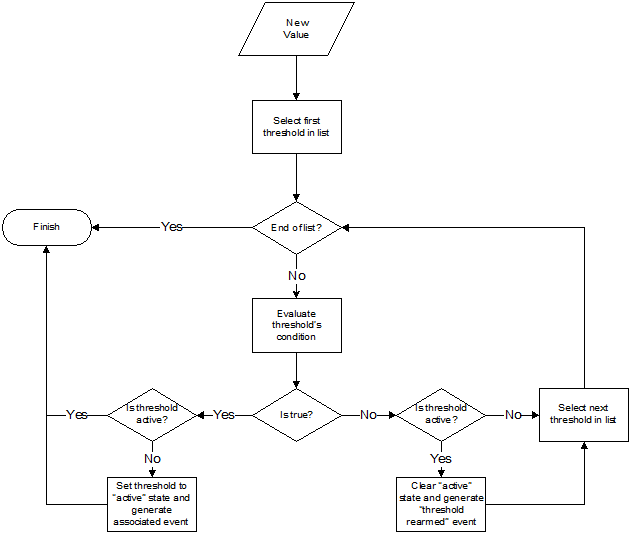 New
Value
Select first
threshold in list
Finish
Yes
End of list?
No
Evaluate
threshold's
condition
Is threshold
active?
Yes
Is true?
Yes
No
Is threshold
active?
No
Select next
threshold in list
No
Yes
Set threshold to
"active" state and
generate
associated event
Clear "active"
state and generate
"threshold
rearmed" event